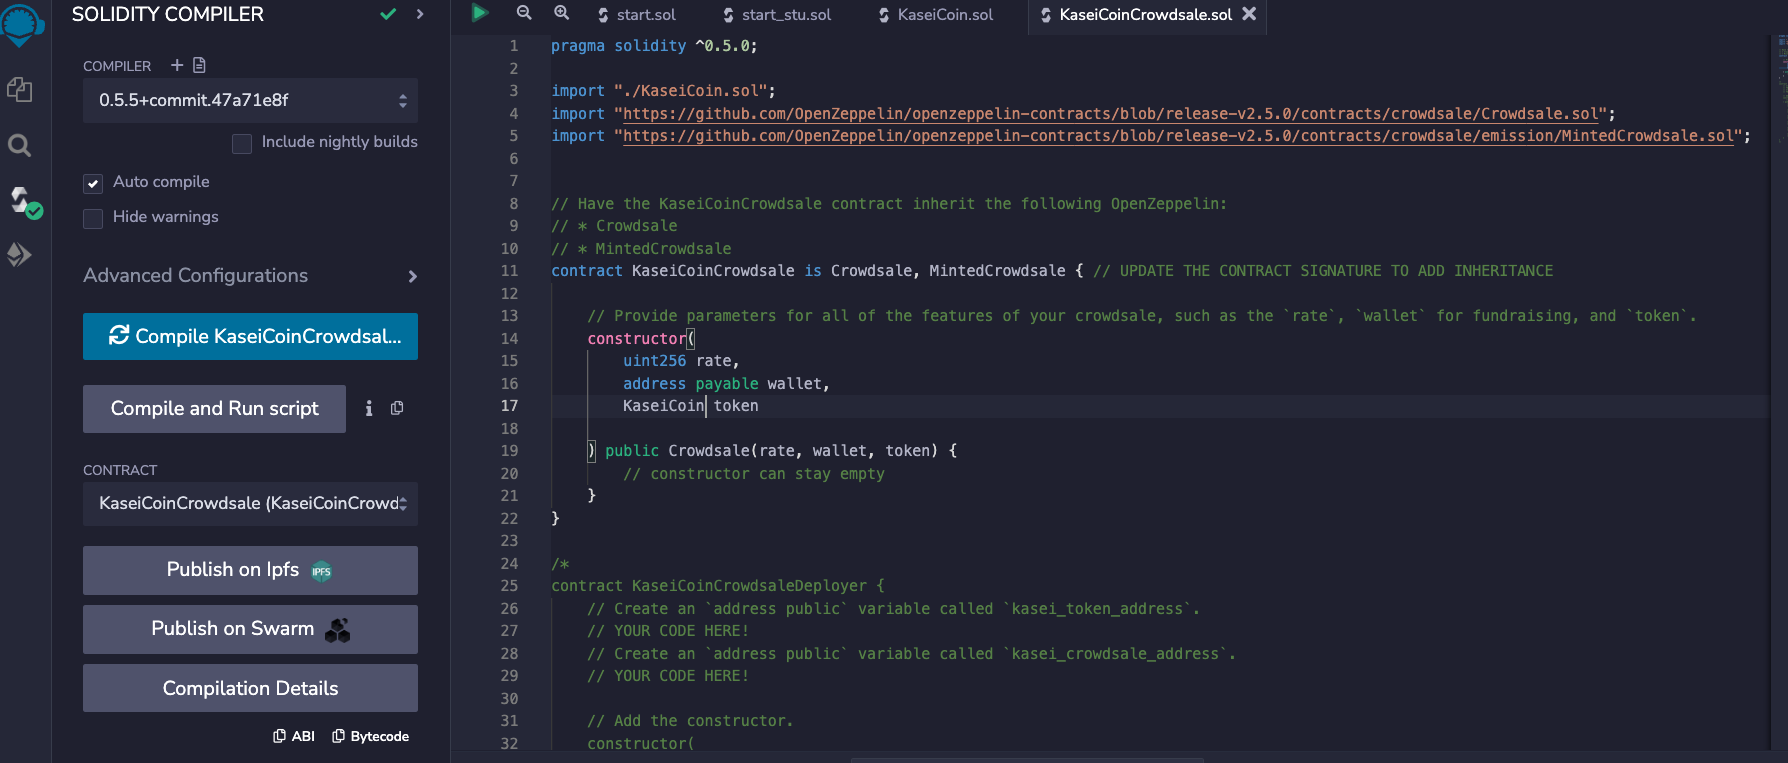 SOLIDITY COMPILER
COMPILER
0.5.5+commit.47a71e8f
Include nightly builds
Auto compile
Hide warnings
Advanced Configurations
Compile KaseiCoinCrowdsal...
Compile and Run script
CONTRACT
KaseiCoinCrowdsale (KaseiCoinCrowd
Publish on Ipfs IPFS
Publish on Swarm
Compilation Details
ABI Bytecode
start.sol start_stu.sol KaseiCoin.sol KaseiCoinCrowdsale.sol
1 pragma solidity ^0.5.0;
2
3 import "./KaseiCoin.sol";
4 import "https://github.com/OpenZeppelin/openzeppelin-contracts/blob/release-v2.5.0/contracts/crowdsale/Crowdsale.sol";
5 import "https://github.com/OpenZeppelin/openzeppelin-contracts/blob/release-v2.5.0/contracts/crowdsale/emission/MintedCrowdsale.sol";
6
7
8 // Have the KaseiCoinCrowdsale contract inherit the following OpenZeppelin:
9 // * Crowdsale
10 // * MintedCrowdsale
11 contract KaseiCoinCrowdsale is Crowdsale, MintedCrowdsale { // UPDATE THE CONTRACT SIGNATURE TO ADD INHERITANCE
12
13 // Provide parameters for all of the features of your crowdsale, such as the `rate`, `wallet` for fundraising, and `token`.
14 constructor(
15 uint256 rate,
16 address payable wallet,
17 KaseiCoin token
18
19 ) public Crowdsale(rate, wallet, token) {
20 // constructor can stay empty
21 }
22 }
23
24 /*
25 contract KaseiCoinCrowdsaleDeployer {
26 // Create an `address public` variable called `kasei_token_address`.
27 // YOUR CODE HERE!
28 // Create an `address public` variable called `kasei_crowdsale_address`.
29 // YOUR CODE HERE!
30
31 // Add the constructor.
32 constructor(